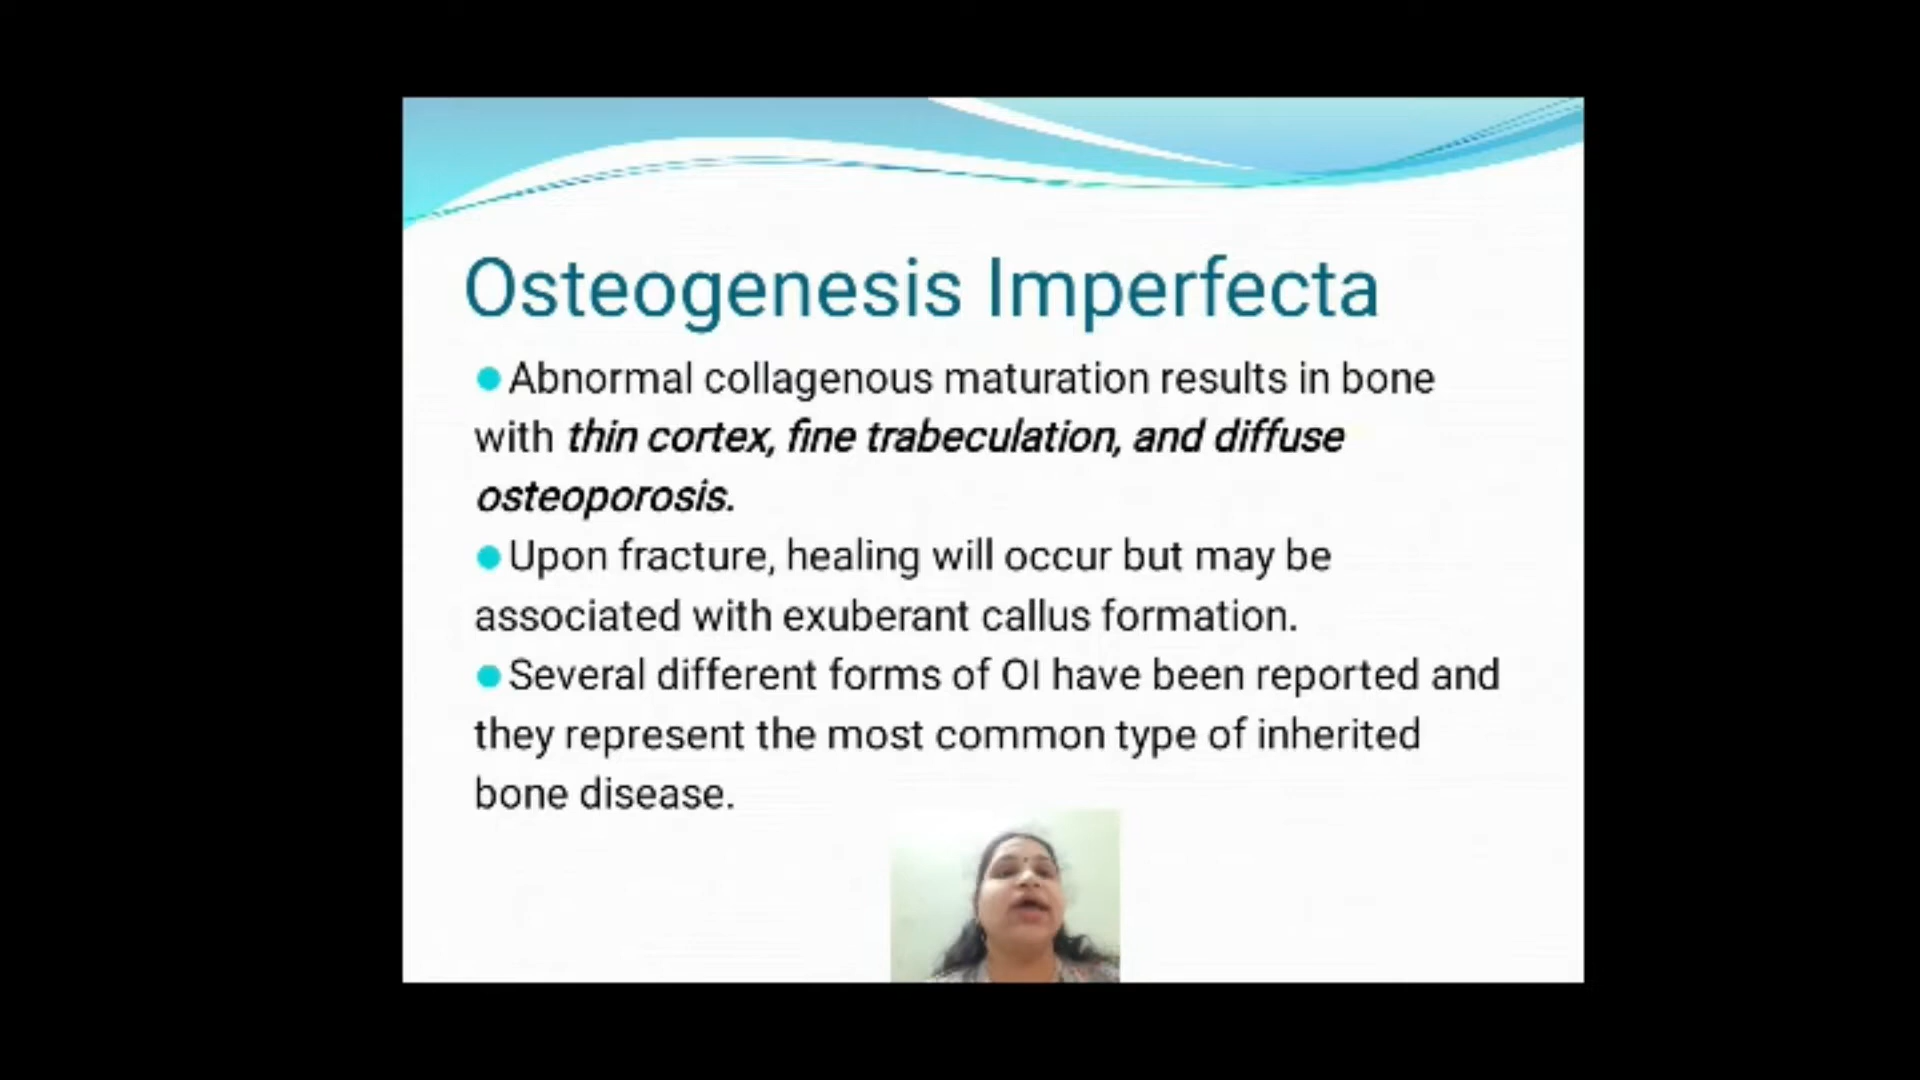 Osteogenesis Imperfecta
Abnormal collagenous maturation results in bone
with thin cortex, fine trabeculation, and diffuse
osteoporosis.
Upon fracture, healing will occur but may be
associated with exuberant callus formation.
Several different forms of OI have been reported and
they represent the most common type of inherited
bone disease.